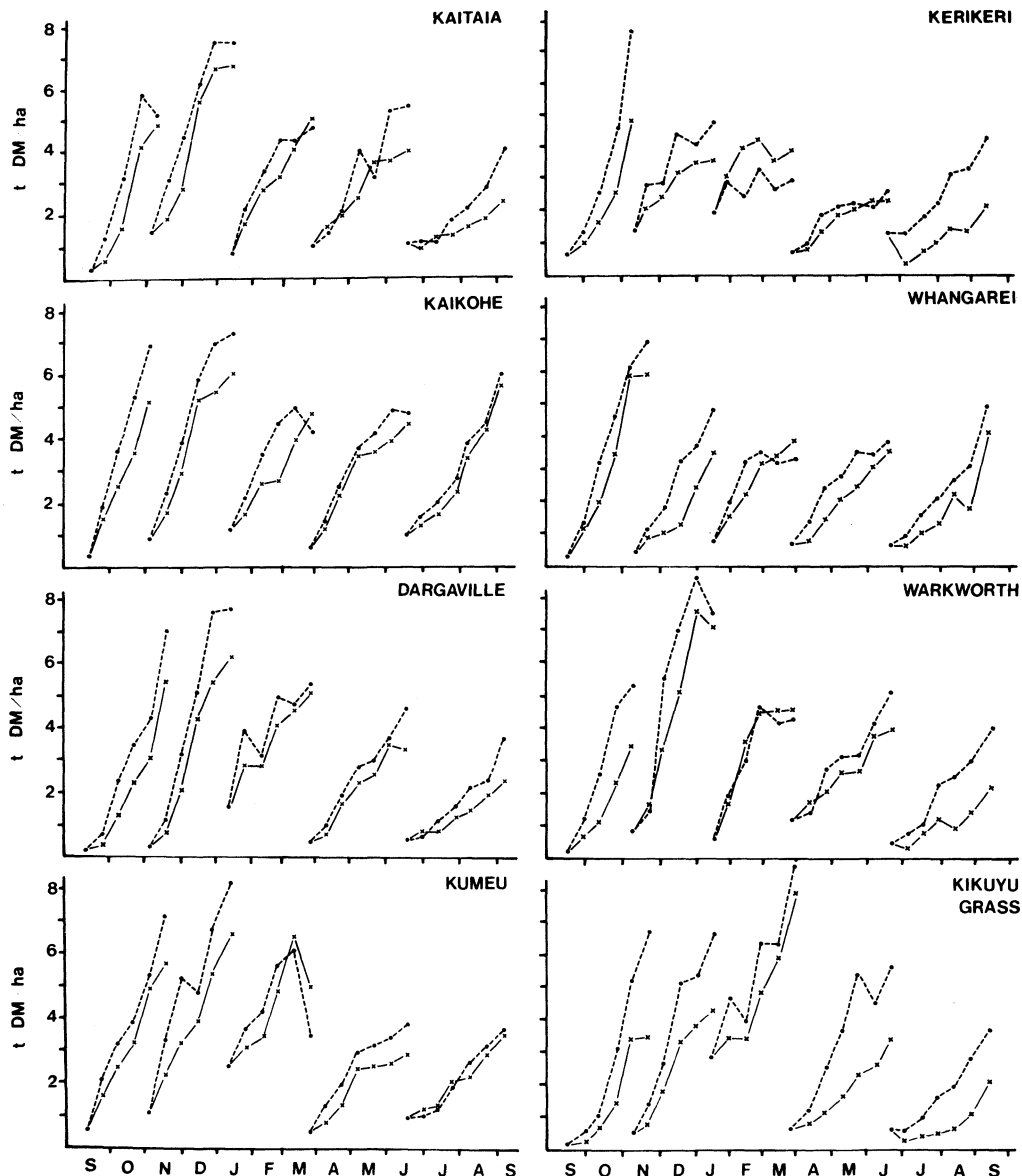 KAITAIA
KERIKERI
8
6
4
2
t DM · ha
KAIKOHE
WHANGAREI
8
6
4
2
t DM/ha
DARGAVILLE
WARKWORTH
8
6
4
2
t DM/ha
KUMEU
KIKUYU
GRASS
8
6
4
2
t DM · ha
S O N D J F M A M J J A S
S O N D J F M A M J J A S